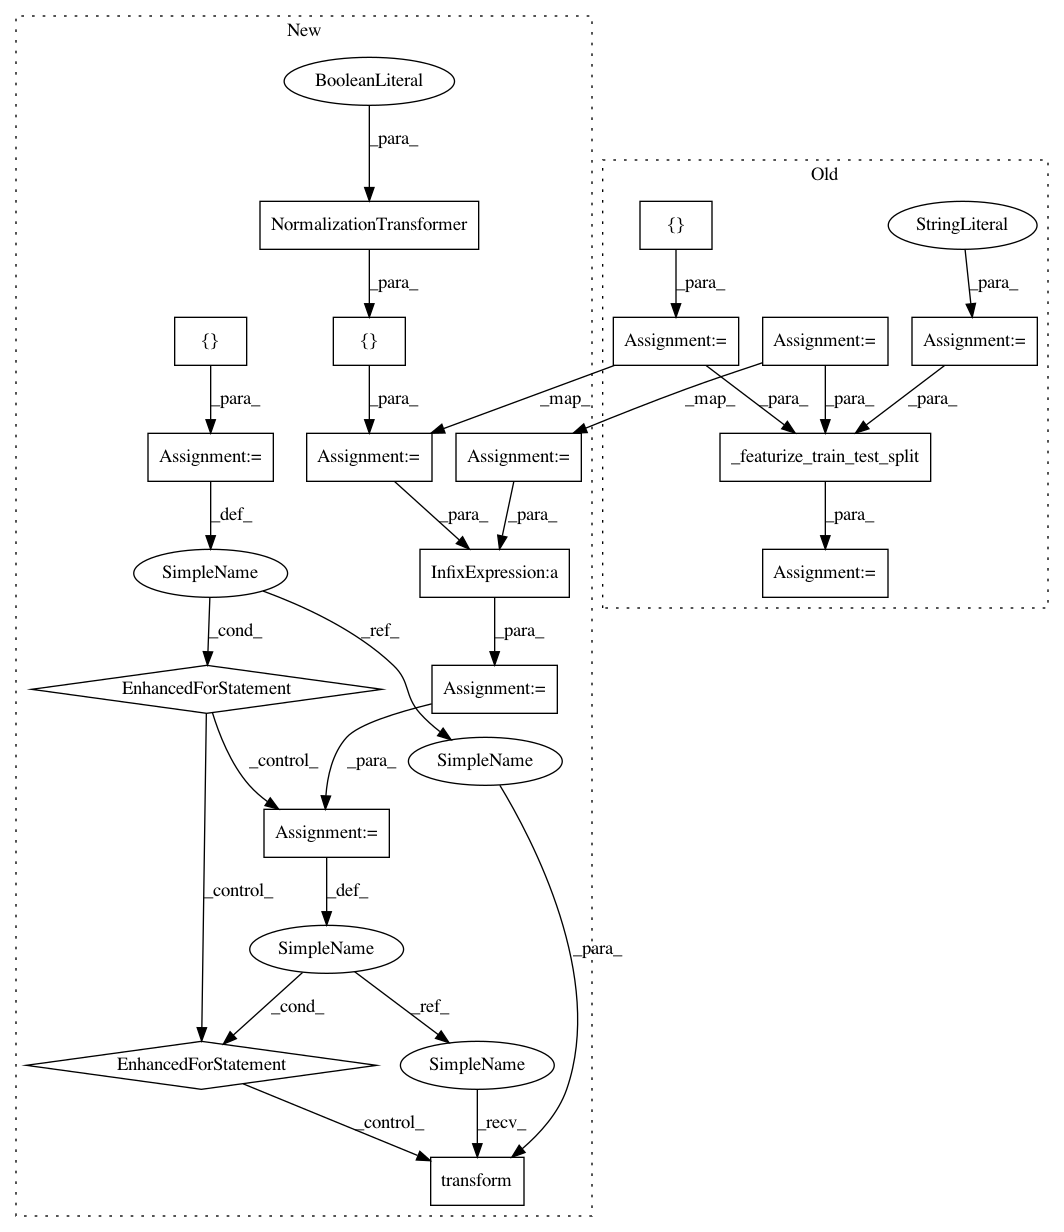 New
BooleanLiteral
_para_
Old
NormalizationTransformer
{}
StringLiteral
_para_
_para_
_para_
{}
{}
Assignment:=
Assignment:=
Assignment:=
_para_
_para_
_map_
_map_
_para_
_para_
_para_
Assignment:=
Assignment:=
Assignment:=
_featurize_train_test_split
_def_
_para_
_para_
_para_
SimpleName
InfixExpression:a
Assignment:=
_cond_
_ref_
_para_
EnhancedForStatement
Assignment:=
_control_
_para_
SimpleName
Assignment:=
_control_
_def_
SimpleName
_para_
_cond_
_ref_
EnhancedForStatement
SimpleName
_control_
_recv_
transform